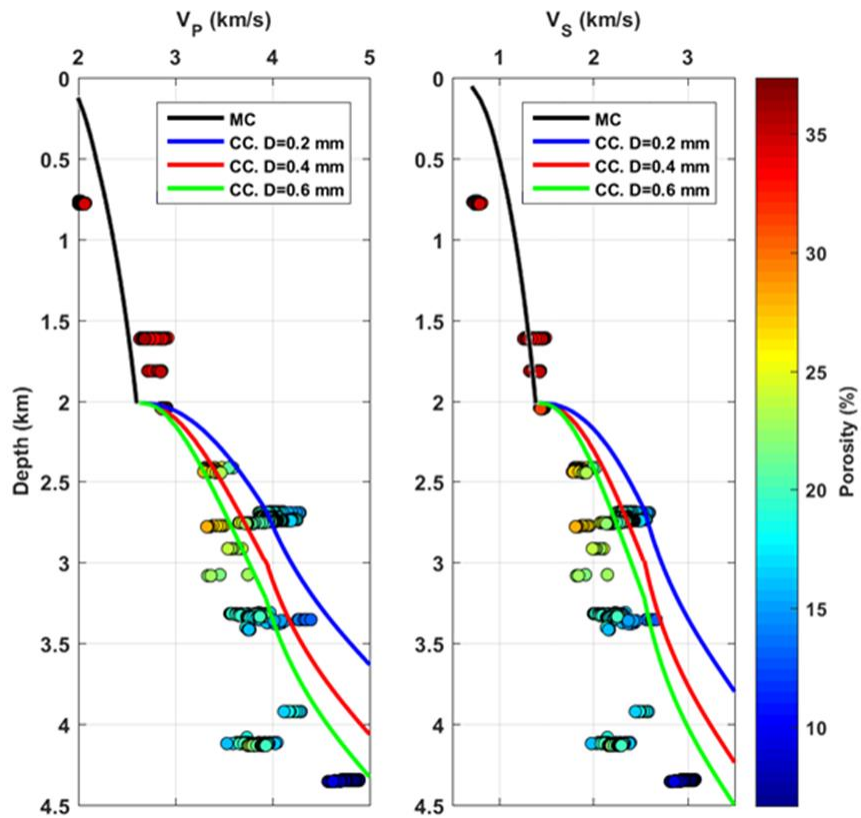 V_P (km/s)
2 3 4 5
0
0.5
1
1.5
2
2.5
3
3.5
4
4.5
Depth (km)
MC
CC. D=0.2 mm
CC. D=0.4 mm
CC. D=0.6 mm
V_S (km/s)
1 2 3
0
0.5
1
1.5
2
2.5
3
3.5
4
4.5
MC
CC. D=0.2 mm
CC. D=0.4 mm
CC. D=0.6 mm
35
30
25
20
15
10
Porosity (%)